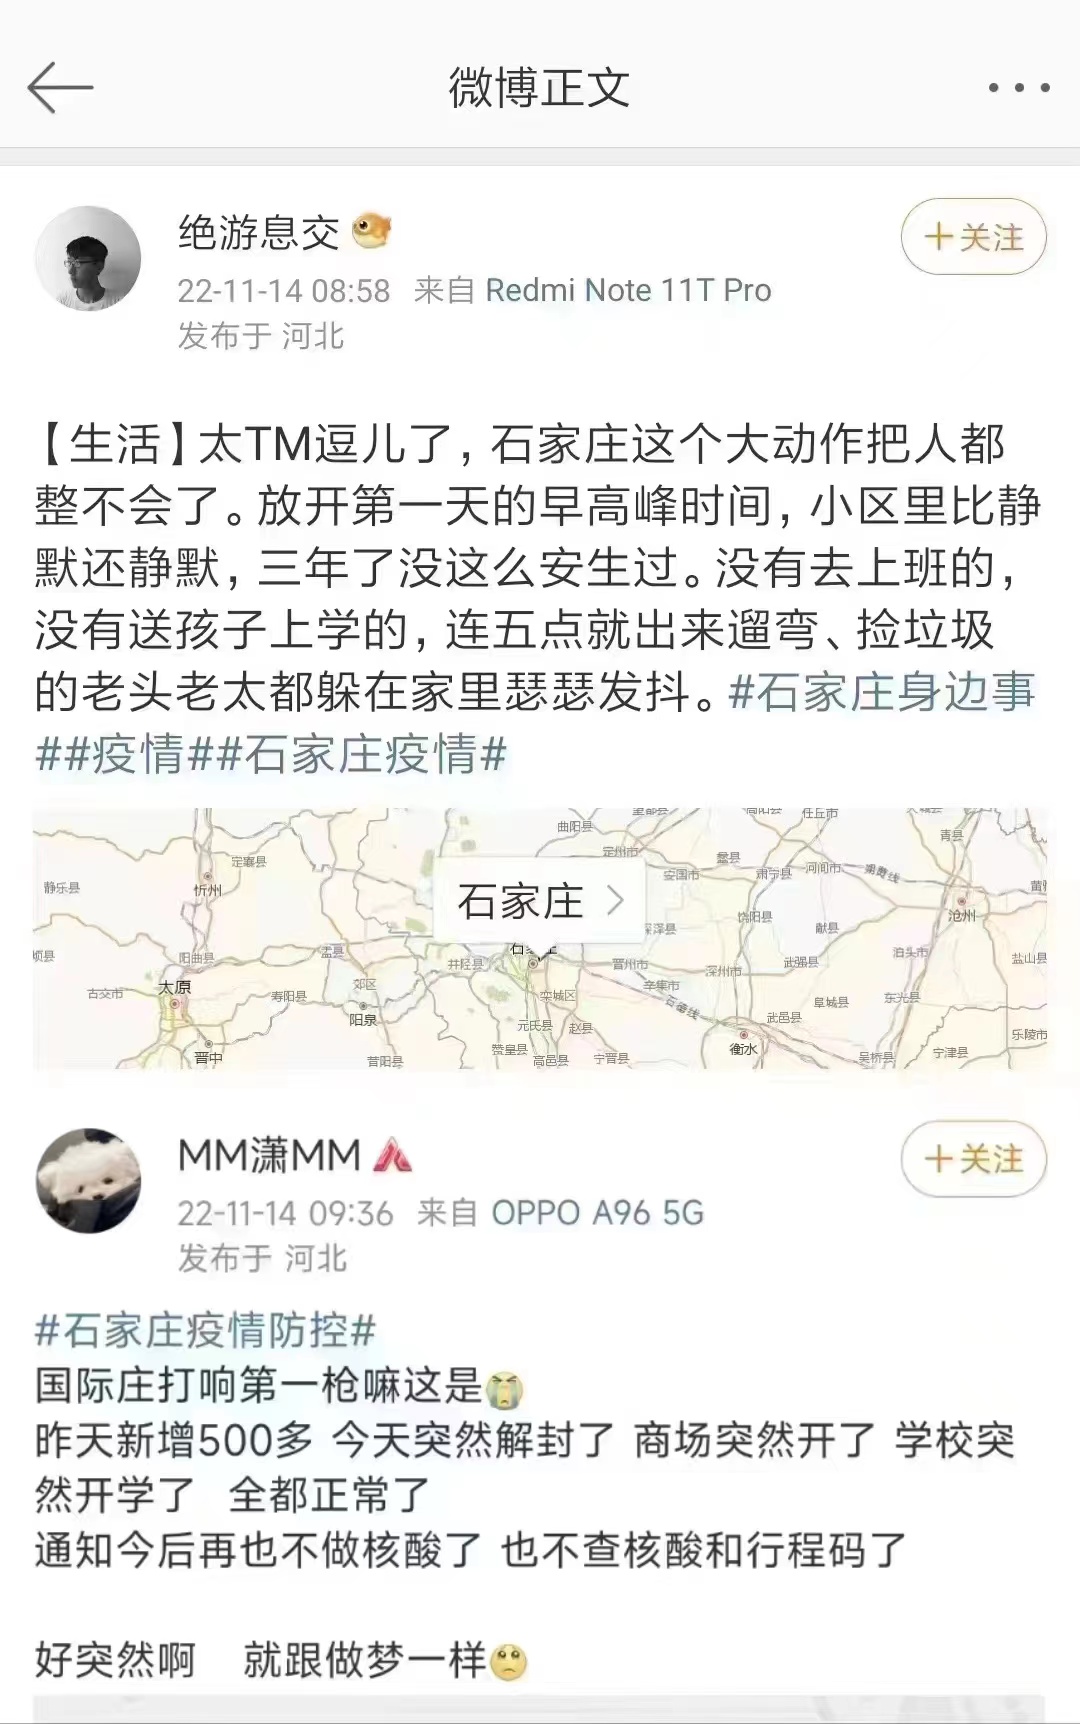 微博正文
绝游息交
+关注
22-11-14 08:58 来自 Redmi Note 11T Pro
发布于 河北
【生活】太TM逗儿了，石家庄这个大动作把人都
整不会了。放开第一天的早高峰时间，小区里比静
默还静默，三年了没这么安生过。没有去上班的，
没有送孩子上学的，连五点就出来遛弯、捡垃圾
的老头老太都躲在家里瑟瑟发抖。#石家庄身边事
##疫情##石家庄疫情#
曲阳县
任丘市
青县
定襄县
定州市
蠡县
安国市
肃宁县
河间市
静乐县
忻州
石家庄
饶阳县
献县
沧州
深泽县
盂县
阳曲县
井陉县
晋州市
深州市
武强县
泊头市
盐山县
古交市
太原
寿阳县
郊区
阳泉
栾城区
辛集市
石德线
阜城县
东光县
元氏县
赵县
武邑县
乐陵市
晋中
昔阳县
赞皇县
高邑县
宁晋县
衡水
吴桥县
宁津县
MM潇MM
+关注
22-11-14 09:36 来自 OPPO A96 5G
发布于 河北
#石家庄疫情防控#
国际庄打响第一枪嘛这是
昨天新增500多 今天突然解封了 商场突然开了 学校突
然开学了 全都正常了
通知今后再也不做核酸了 也不查核酸和行程码了
好突然啊 就跟做梦一样